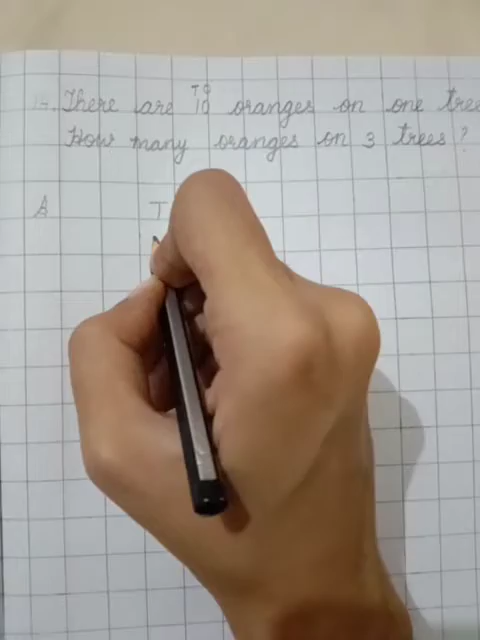 T O
14. There are 10 oranges on one tree
How many oranges on 3 trees?
A T